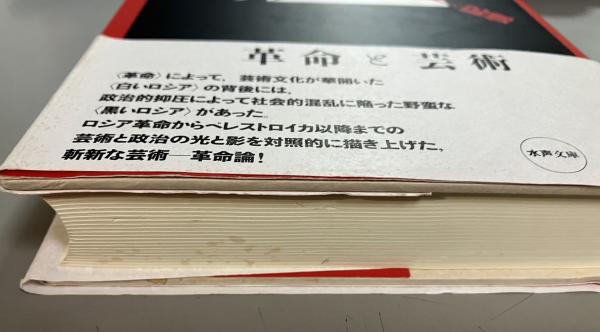 革命と芸術
〈革命〉によって、芸術文化が華開いた
〈白いロシア〉の背後には、
政治的抑圧によって社会的混乱に陥った野蛮な
〈黒いロシア〉があった。
ロシア革命からペレストロイカ以降までの
芸術と政治の光と影を対照的に描き上げた、
斬新な芸術―革命論!
水声文庫